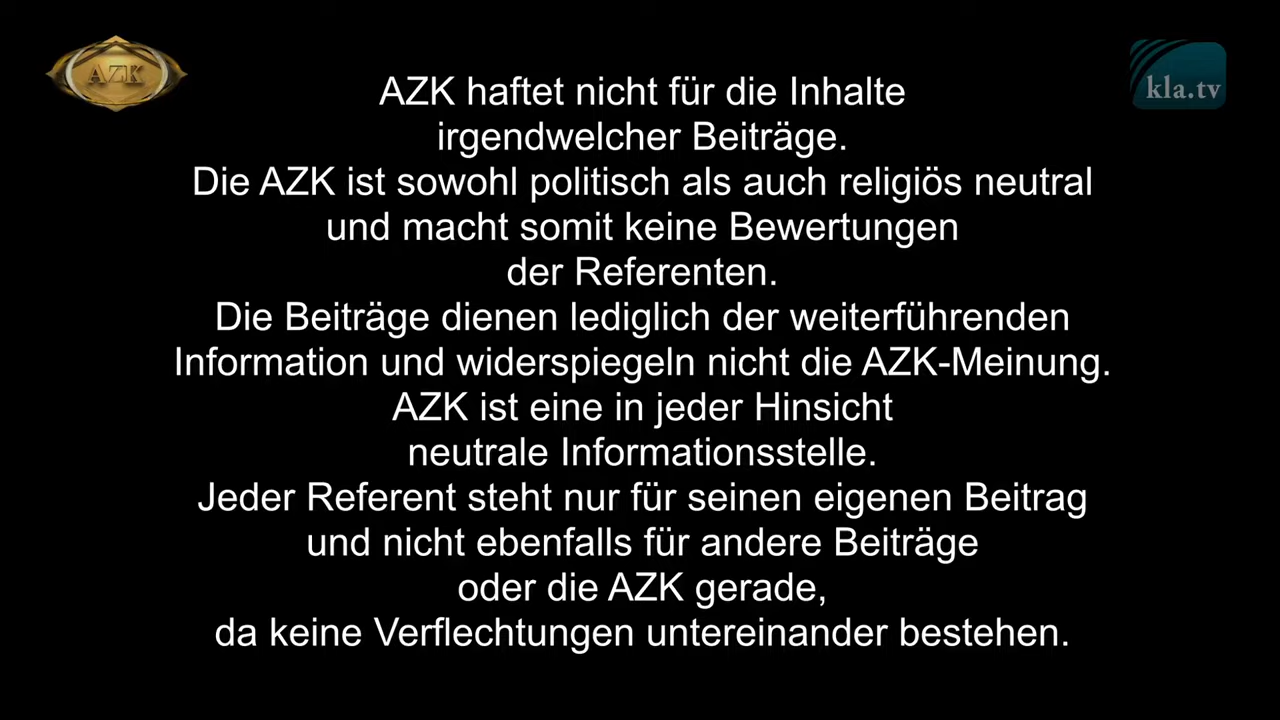 AZK
kla.tv
AZK haftet nicht für die Inhalte
irgendwelcher Beiträge.
Die AZK ist sowohl politisch als auch religiös neutral
und macht somit keine Bewertungen
der Referenten.
Die Beiträge dienen lediglich der weiterführenden
Information und widerspiegeln nicht die AZK-Meinung.
AZK ist eine in jeder Hinsicht
neutrale Informationsstelle.
Jeder Referent steht nur für seinen eigenen Beitrag
und nicht ebenfalls für andere Beiträge
oder die AZK gerade,
da keine Verflechtungen untereinander bestehen.